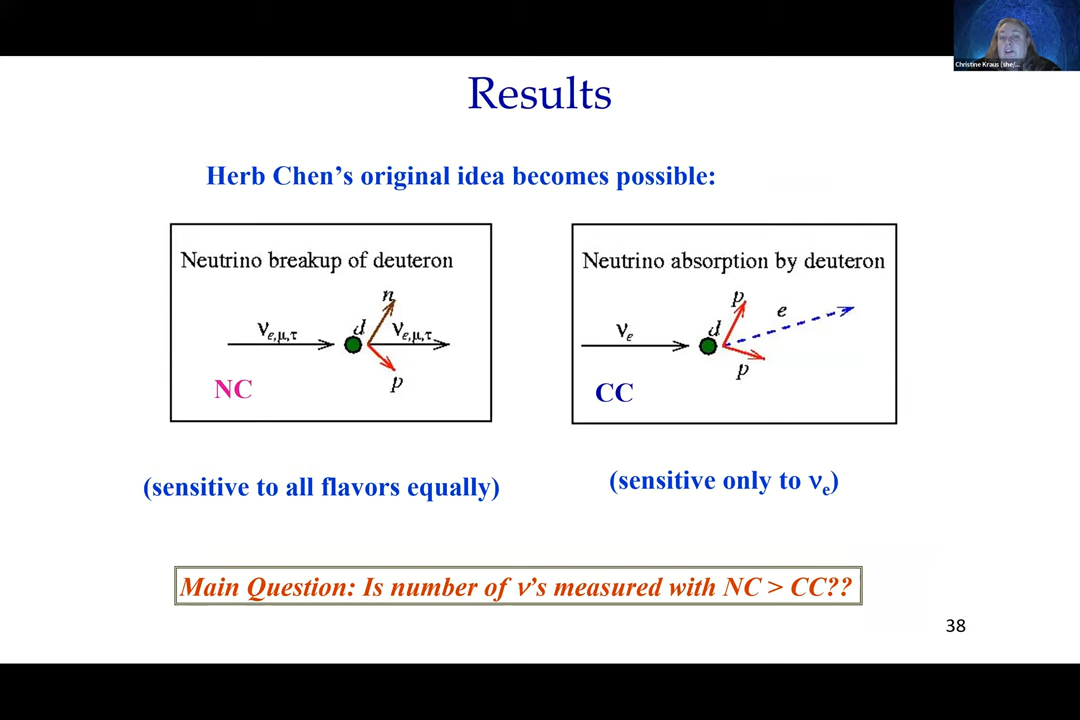 Christine Kraus (she/...
Results
Herb Chen's original idea becomes possible:
Neutrino breakup of deuteron
n
νe,μ,τ
d
νe,μ,τ
p
NC
Neutrino absorption by deuteron
p
e
νe
d
p
CC
(sensitive to all flavors equally)
(sensitive only to νe)
Main Question: Is number of ν's measured with NC > CC??
38